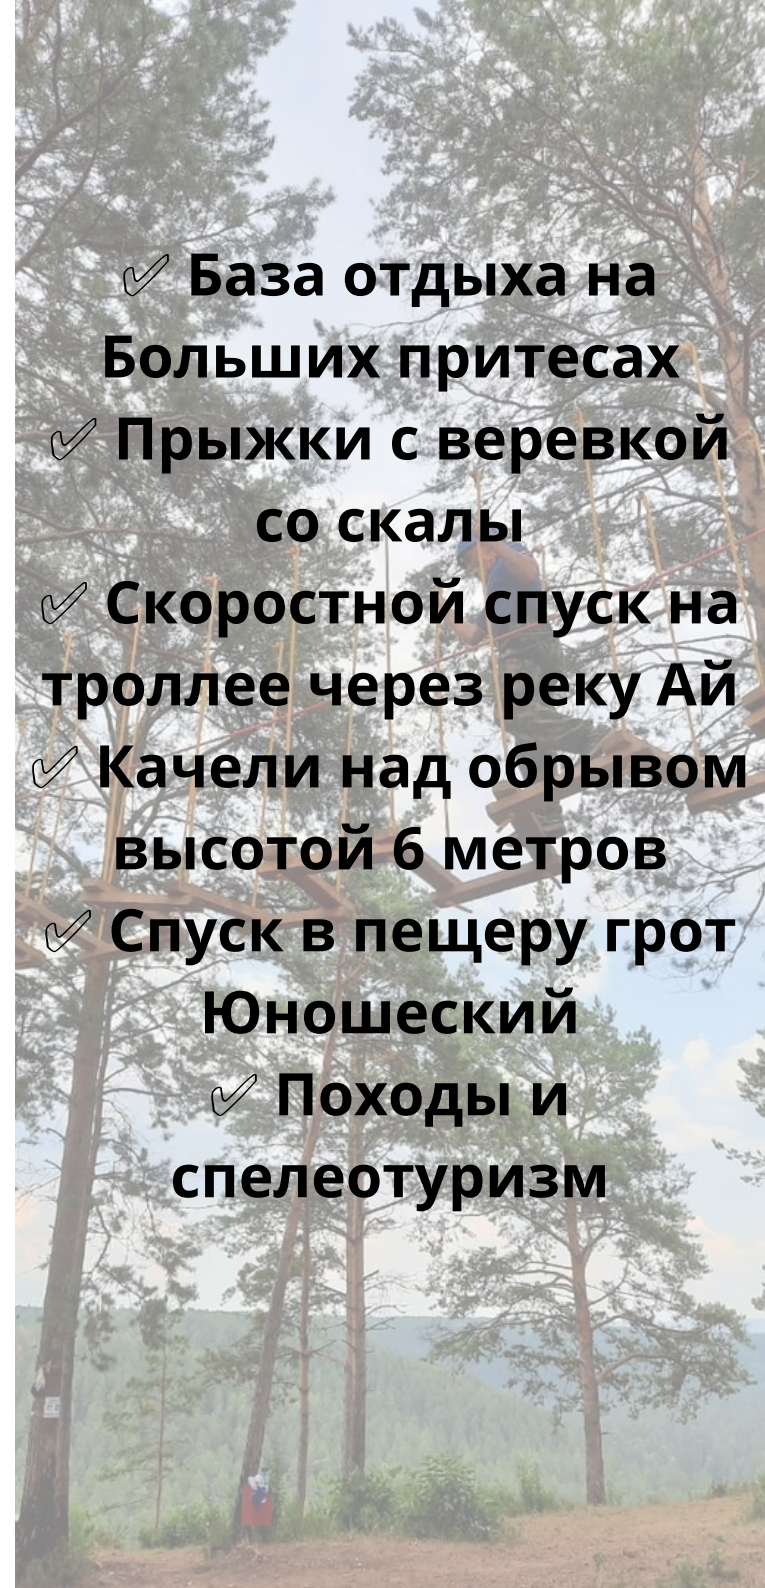 ✅ База отдыха на
Больших притесах
✅ Прыжки с веревкой
со скалы
✅ Скоростной спуск на
троллее через реку Ай
✅ Качели над обрывом
высотой 6 метров
✅ Спуск в пещеру грот
Юношеский
✅ Походы и
спелеотуризм